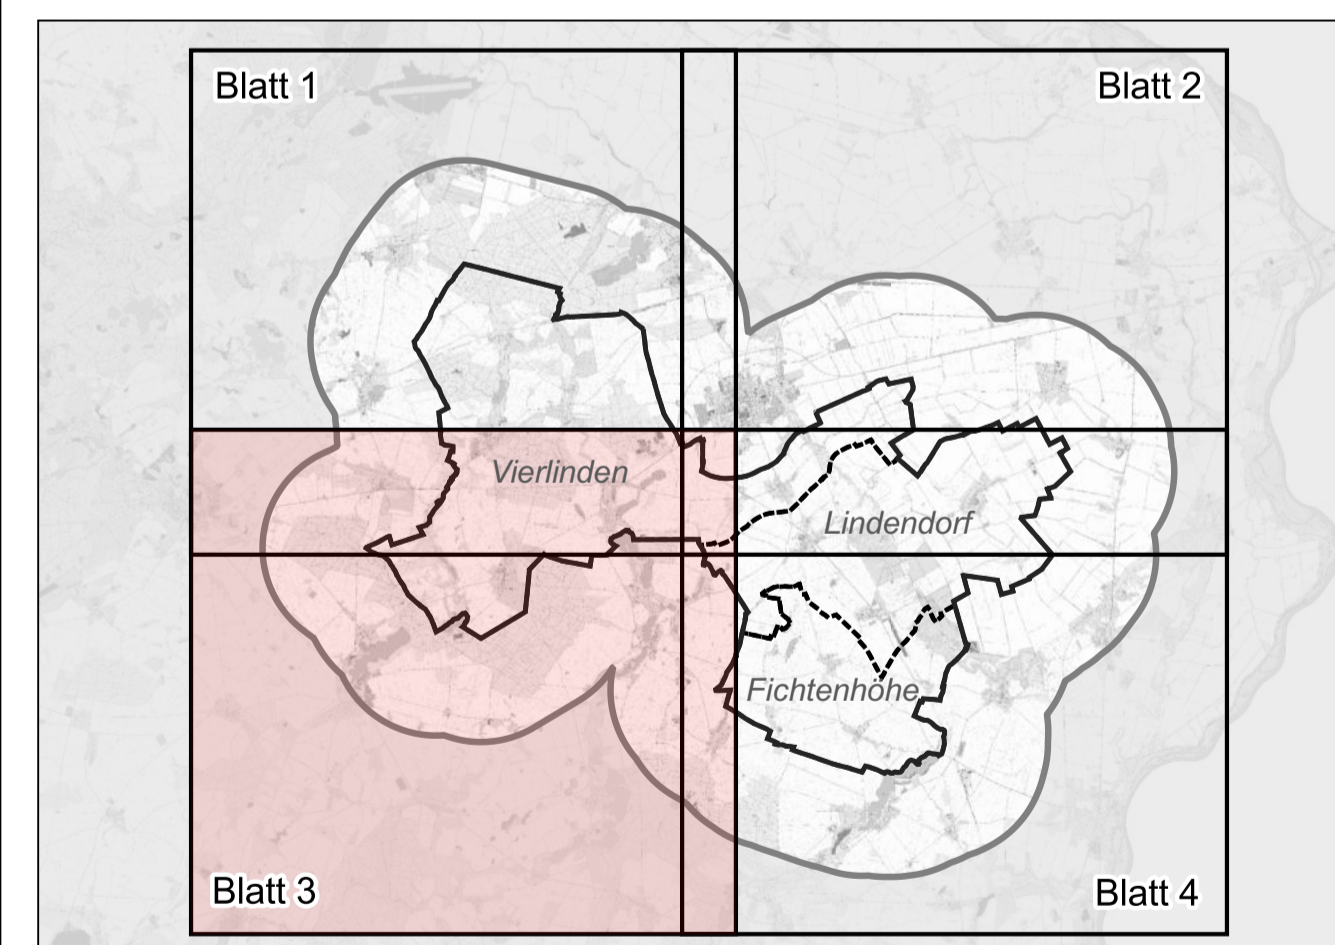 Blatt 1
Blatt 2
Vierlinden
Lindendorf
Fichtenhöhe
Blatt 3
Blatt 4